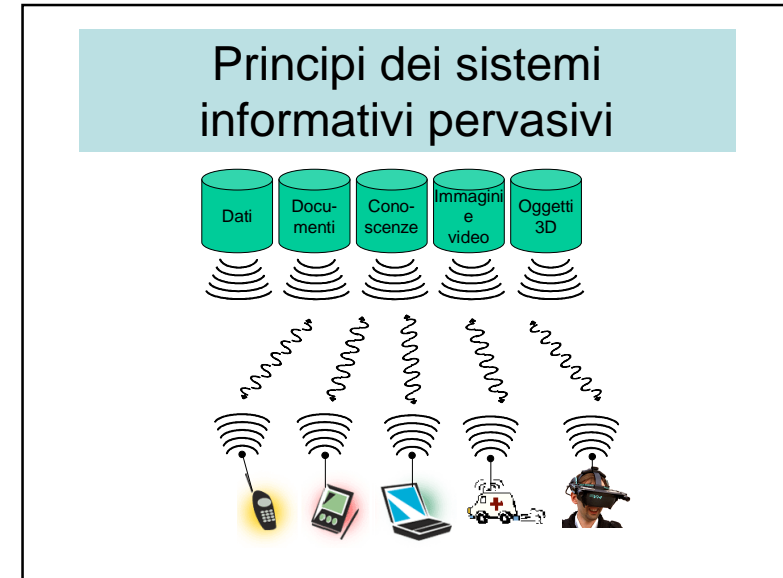 Principi dei sistemi
informativi pervasivi
Dati
Docu-
menti
Cono-
scenze
Immagini
e
video
Oggetti
3D